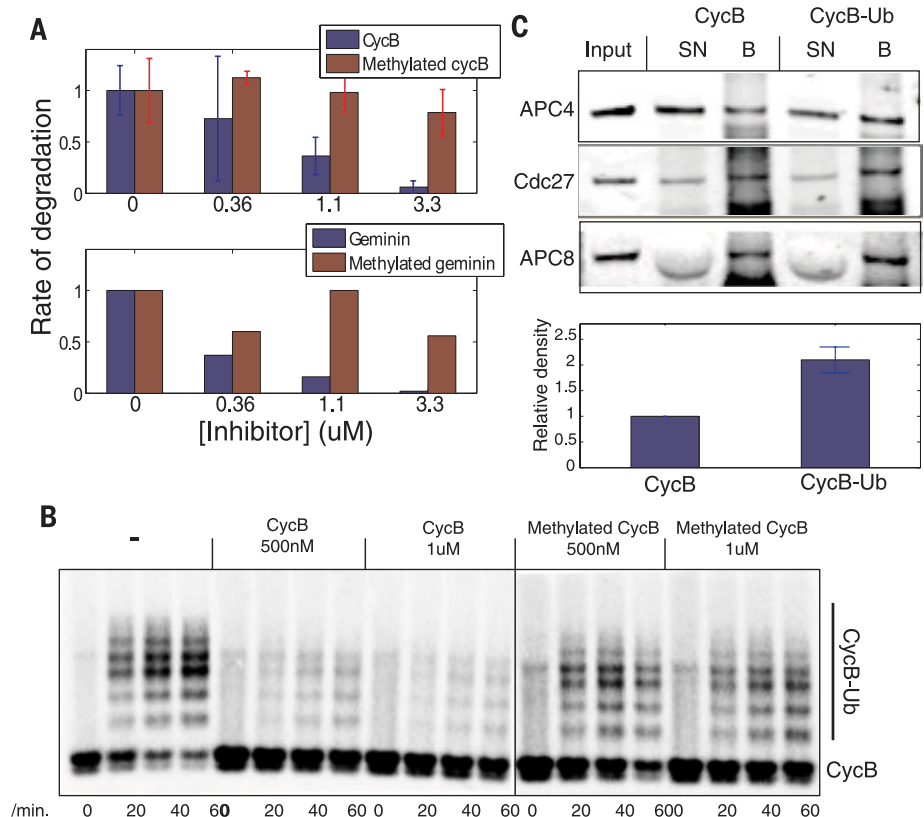 A
CycB
Methylated cycB
1
0.5
0
0 0.36 1.1 3.3
Geminin
Methylated geminin
1
0.5
0
0 0.36 1.1 3.3
Rate of degradation
[Inhibitor] (uM)
C
CycB CycB-Ub
Input SN B SN B
APC4
Cdc27
APC8
Relative density
2.5
2
1.5
1
0.5
0
CycB CycB-Ub
B
- CycB CycB Methylated CycB Methylated CycB
500nM 1uM 500nM 1uM
CycB-Ub
CycB
/min. 0 20 40 60 0 20 40 60 0 20 40 60 0 20 40 60 0 20 40 60